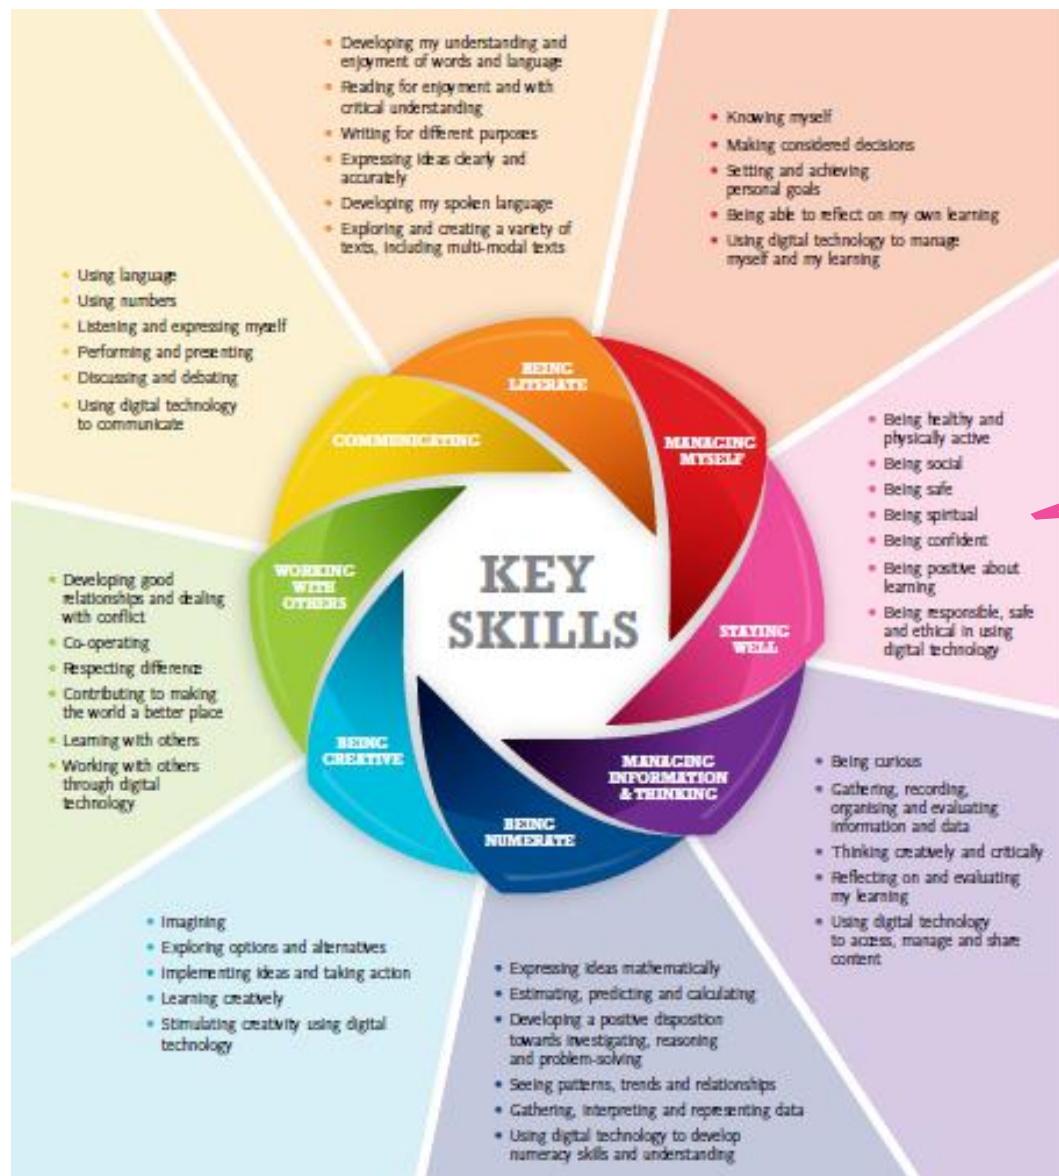 • Developing my understanding and
enjoyment of words and language
• Reading for enjoyment and with
critical understanding
• Writing for different purposes
• Expressing ideas clearly and
accurately
• Developing my spoken language
• Exploring and creating a variety of
texts, including multi-modal texts
• Knowing myself
• Making considered decisions
• Setting and achieving
personal goals
• Being able to reflect on my own learning
• Using digital technology to manage
myself and my learning
• Using language
• Using numbers
• Listening and expressing myself
• Performing and presenting
• Discussing and debating
• Using digital technology
to communicate
BEING
LITERATE
COMMUNICATING
MANAGING
MYSELF
• Being healthy and
physically active
• Being social
• Being safe
• Being spiritual
• Being confident
• Being positive about
learning
• Being responsible, safe
and ethical in using
digital technology
KEY
SKILLS
WORKING
WITH
OTHERS
STAYING
WELL
• Developing good
relationships and dealing
with conflict
• Co-operating
• Respecting difference
• Contributing to making
the world a better place
• Learning with others
• Working with others
through digital
technology
BEING
CREATIVE
MANAGING
INFORMATION
& THINKING
BEING
NUMERATE
• Being curious
• Gathering, recording,
organising and evaluating
information and data
• Thinking creatively and critically
• Reflecting on and evaluating
my learning
• Using digital technology
to access, manage and share
content
• Imagining
• Exploring options and alternatives
• Implementing ideas and taking action
• Learning creatively
• Stimulating creativity using digital
technology
• Expressing ideas mathematically
• Estimating, predicting and calculating
• Developing a positive disposition
towards investigating, reasoning
and problem-solving
• Seeing patterns, trends and relationships
• Gathering, interpreting and representing data
• Using digital technology to develop
numeracy skills and understanding